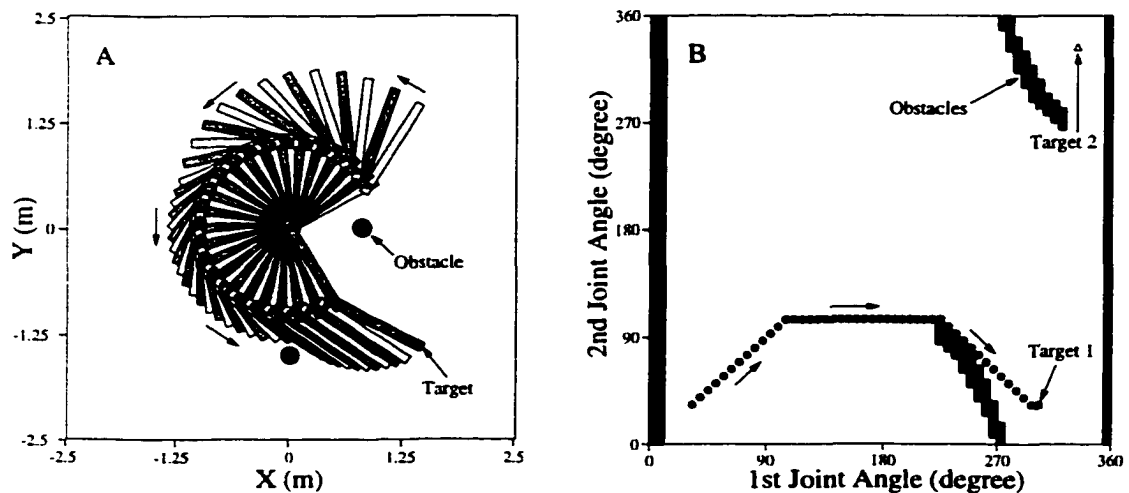 A
2.5
1.25
0
-1.25
-2.5
Y (m)
Obstacle
Target
-2.5
-1.25
0
1.25
2.5
X (m)
B
360
270
180
90
0
2nd Joint Angle (degree)
Obstacles
Target 2
Target 1
0
90
180
270
360
1st Joint Angle (degree)